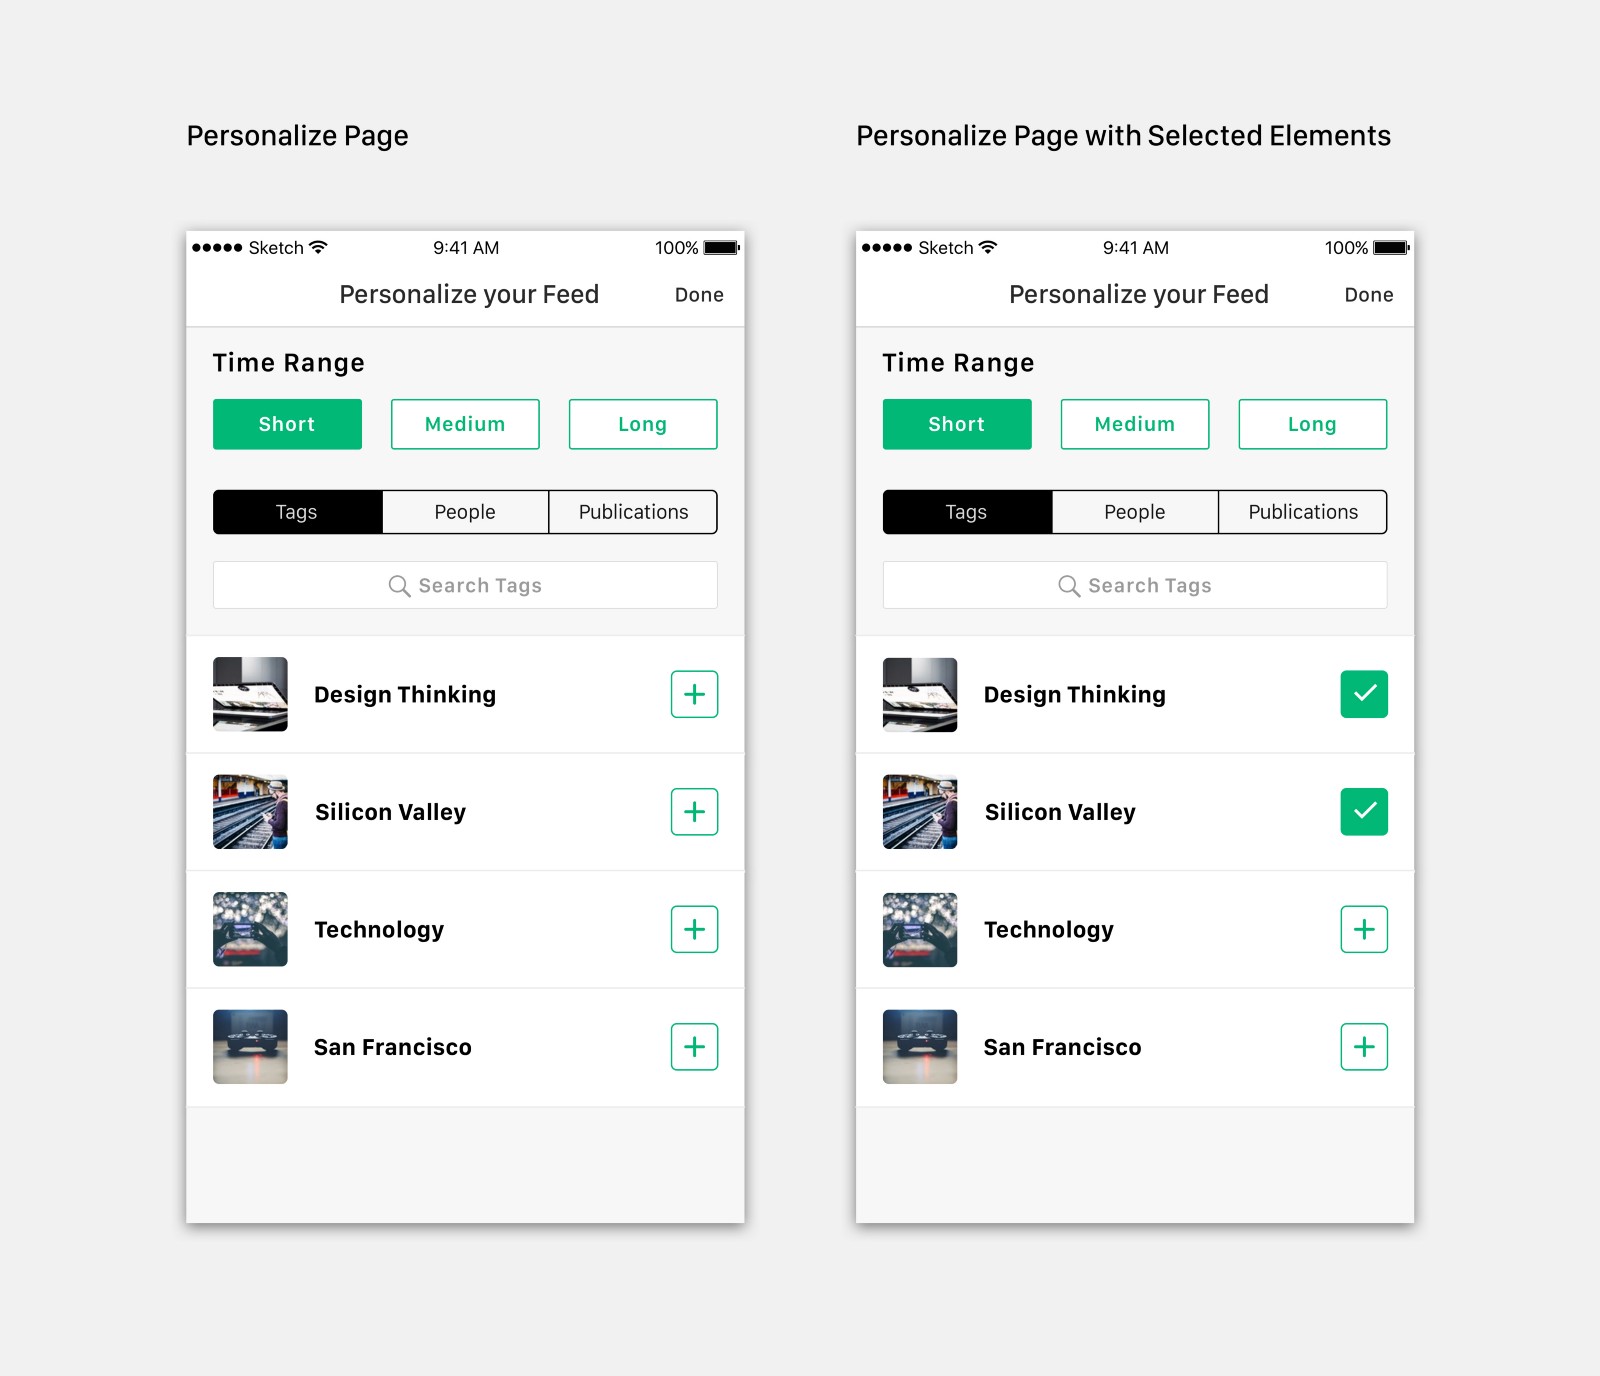 Personalize Page
Personalize Page with Selected Elements
Sketch 9:41 AM 100%
Personalize your Feed Done
Time Range
Short Medium Long
Tags People Publications
Search Tags
Design Thinking
Silicon Valley
Technology
San Francisco
Sketch 9:41 AM 100%
Personalize your Feed Done
Time Range
Short Medium Long
Tags People Publications
Search Tags
Design Thinking
Silicon Valley
Technology
San Francisco